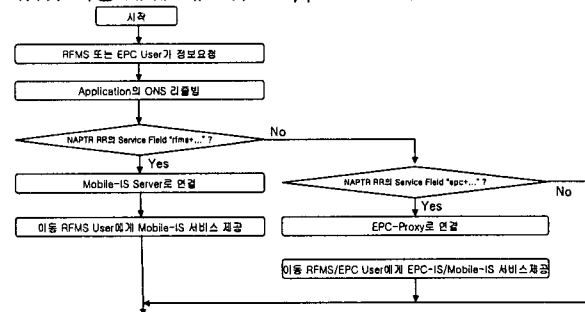 시작
RFMS 또는 EPC User가 정보요청
Application의 ONS 리졸빙
NAPTR RR의 Service Field "rfms+..." ?
No
Yes
Mobile-IS Server로 연결
NAPTR RR의 Service Field "epc+..." ?
No
Yes
이동 RFMS User에게 Mobile-IS 서비스 제공
EPC-Proxy로 연결
이동 RFMS/EPC User에게 EPC-IS/Mobile-IS 서비스제공